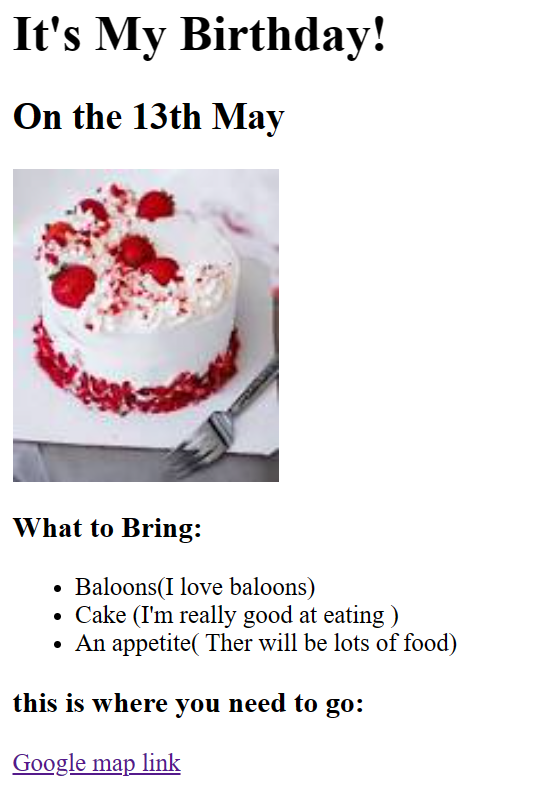 It's My Birthday!
On the 13th May
What to Bring:
Baloons(I love baloons)
Cake (I'm really good at eating )
An appetite( Ther will be lots of food)
this is where you need to go:
Google map link